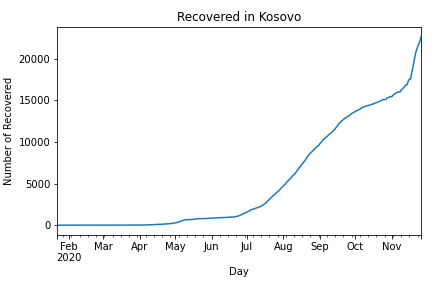 Recovered in Kosovo
Number of Recovered
20000
15000
10000
5000
0
Feb Mar Apr May Jun Jul Aug Sep Oct Nov
2020
Day